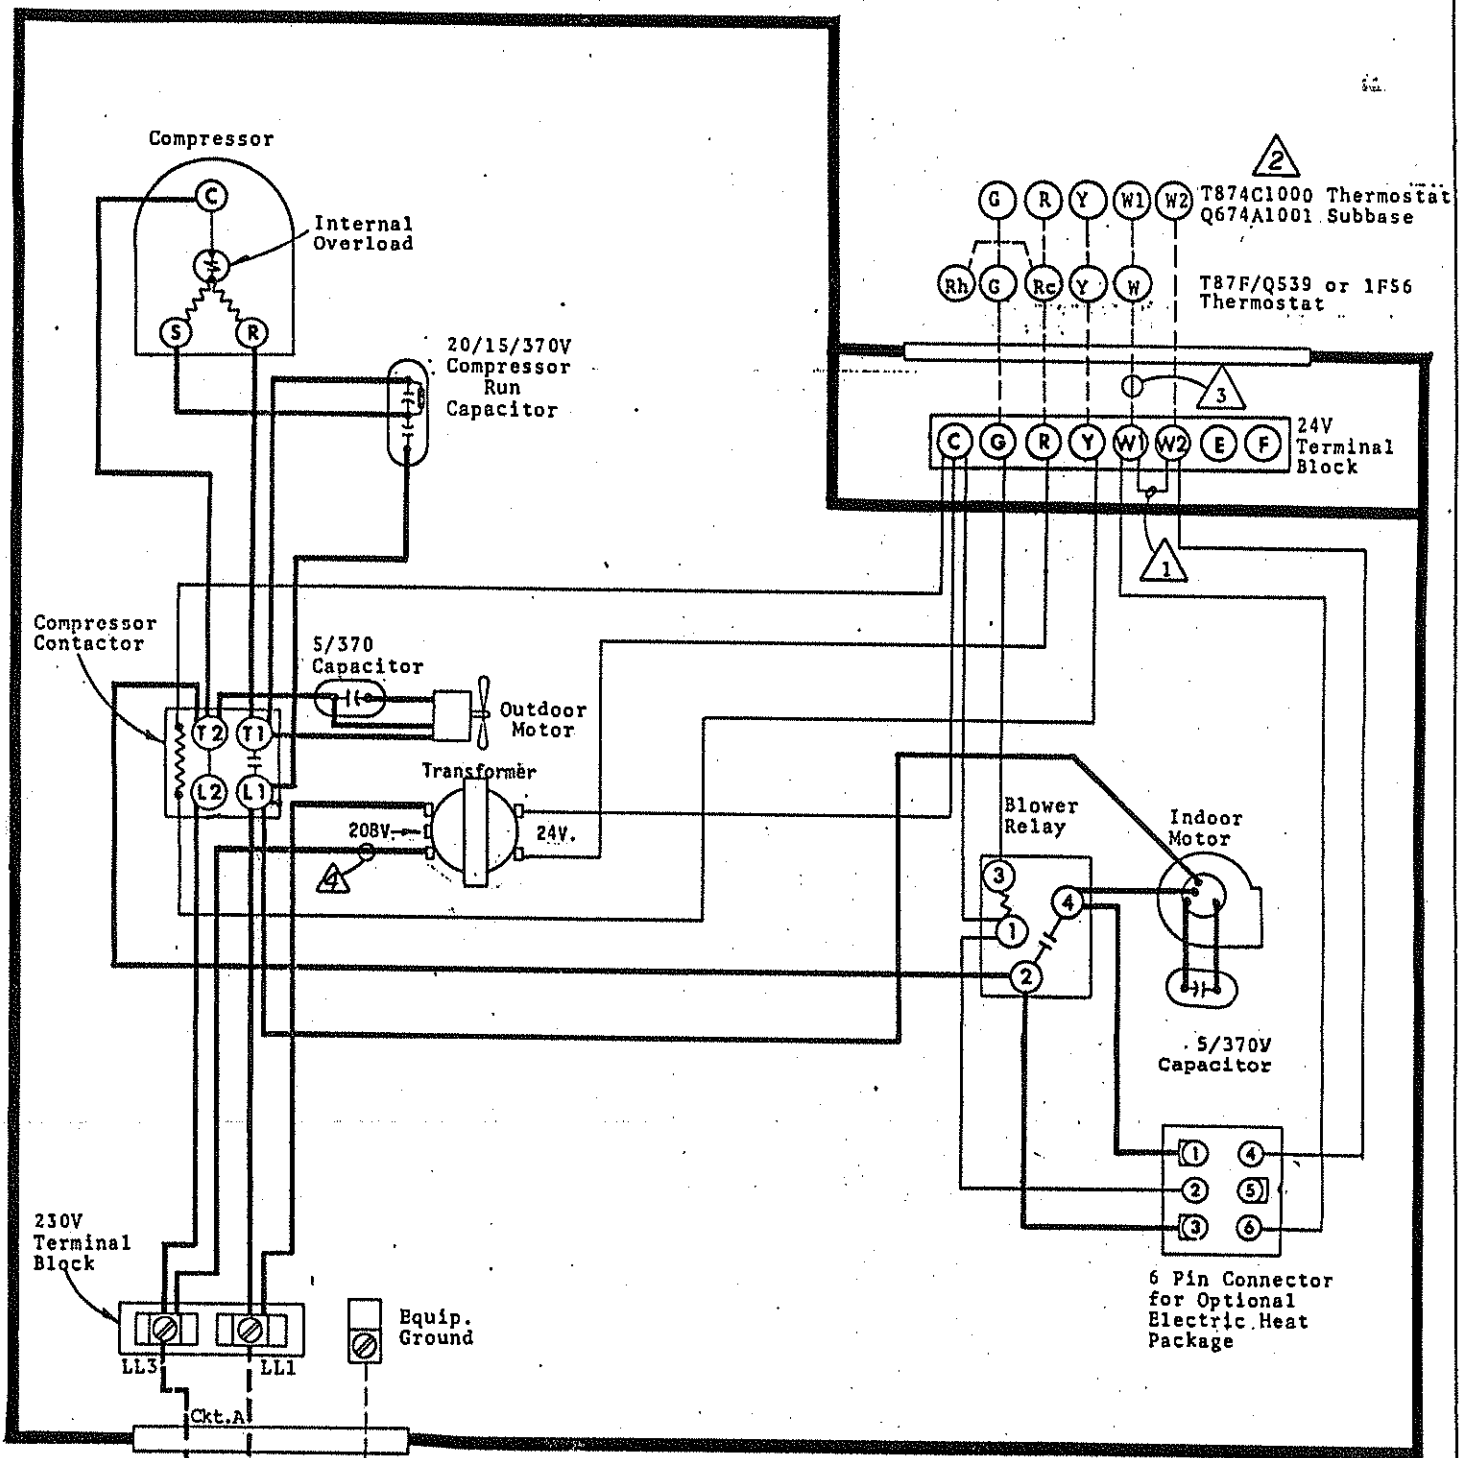 Compressor
C
Internal
Overload
S
R
20/15/370V
Compressor
Run
Capacitor
2
G R Y W1 W2
T874C1000 Thermostat
Q674A1001 Subbase
Rh G Rc Y W
T87F/Q539 or 1F56
Thermostat
3
C G R Y W1 W2 E F
24V
Terminal
Block
1
Compressor
Contactor
5/370
Capacitor
Outdoor
Motor
T2 T1
L2 L1
Transformer
208V.
24V.
4
Blower
Relay
3
4
1
2
Indoor
Motor
5/370V
Capacitor
1 4
2 5
3 6
6 Pin Connector
for Optional
Electric Heat
Package
230V
Terminal
Block
LL3
LL1
Equip.
Ground
Ckt.A